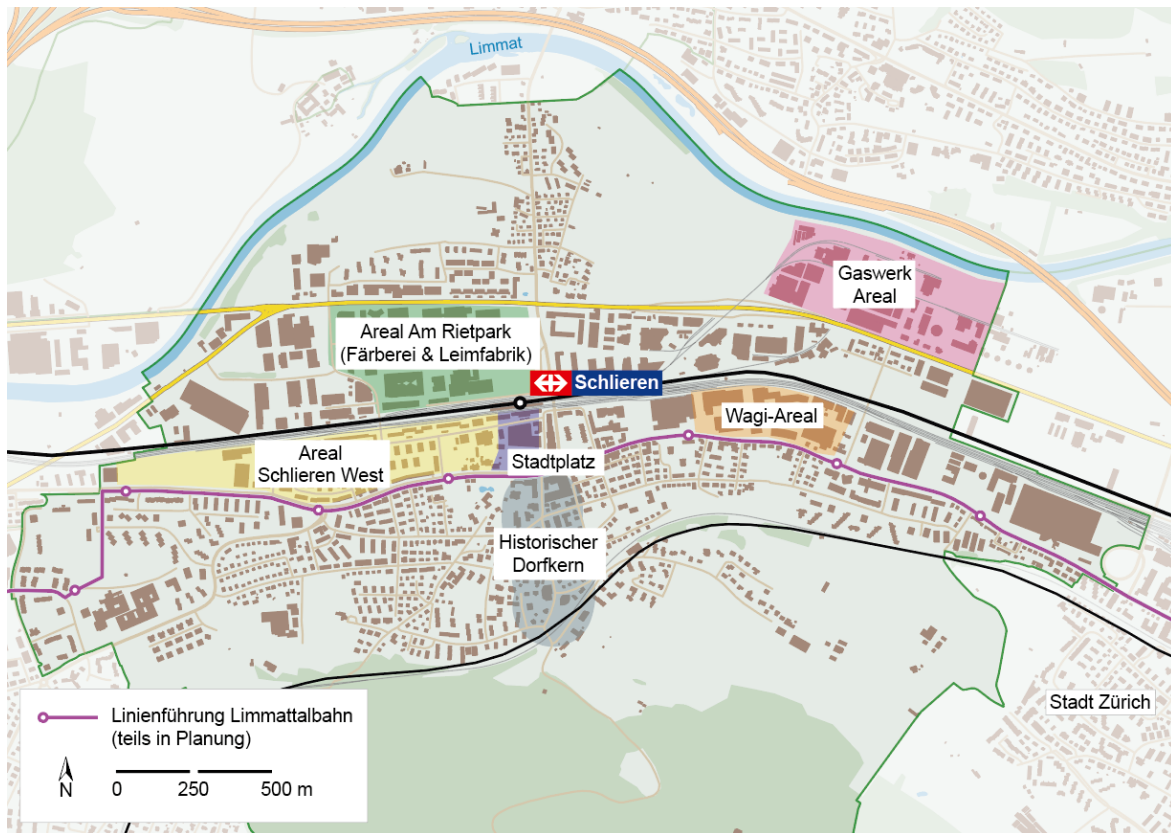 Limmat
Gaswerk
Areal
Areal Am Rietpark
(Färberei & Leimfabrik)
Schlieren
Wagi-Areal
Areal
Schlieren West
Stadtplatz
Historischer
Dorfkern
Stadt Zürich
Linienführung Limmattalbahn
(teils in Planung)
N
0 250 500 m